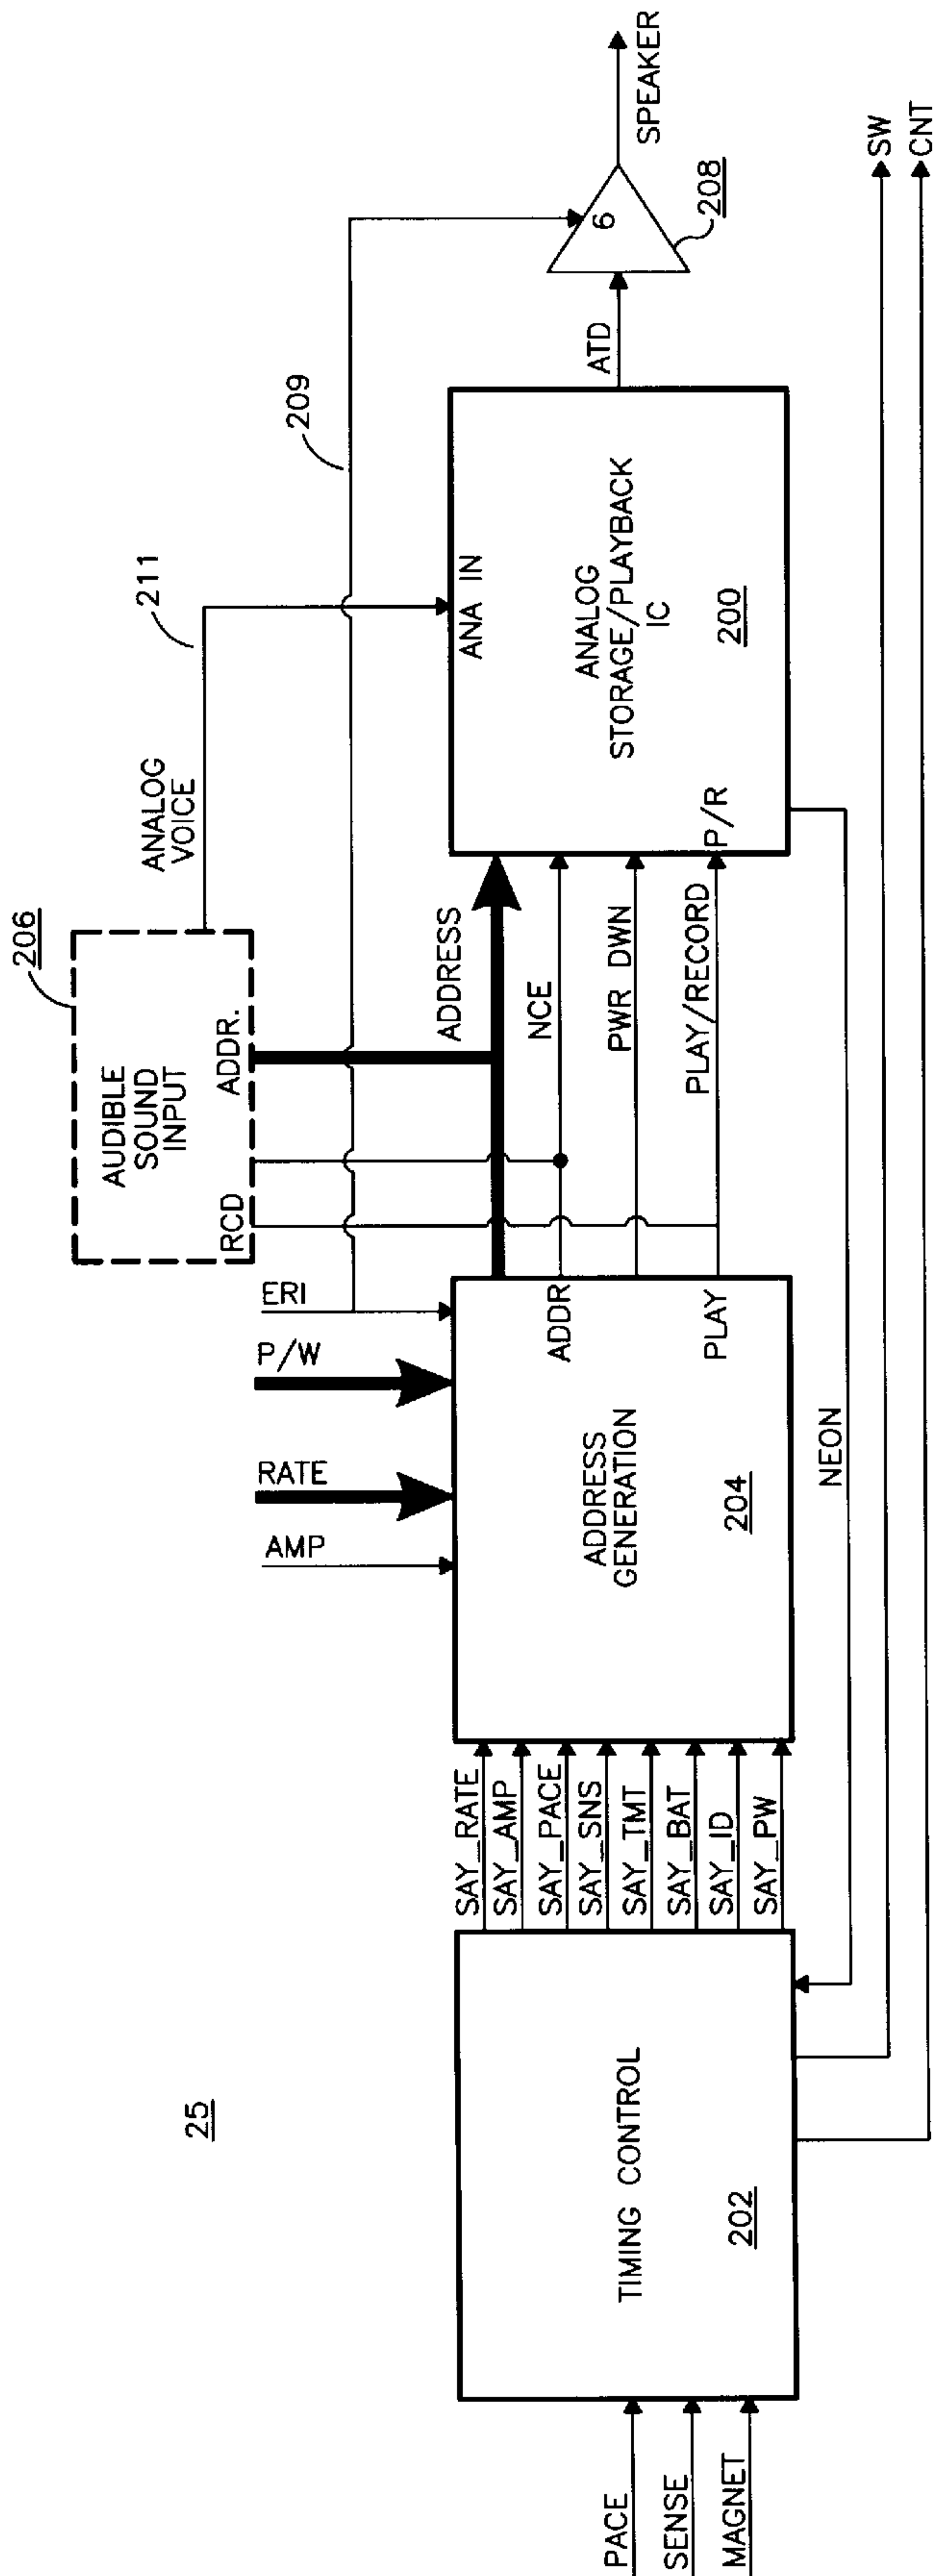 25
PACE
SENSE
MAGNET
TIMING CONTROL
202
SAY_RATE
SAY_AMP
SAY_PACE
SAY_SNS
SAY_TMT
SAY_BAT
SAY_ID
SAY_PW
AMP
RATE
P/W
ERI
ADDRESS
GENERATION
204
ADDR
PLAY
206
AUDIBLE
SOUND
INPUT
RCD
ADDR.
ANALOG
VOICE
211
209
ADDRESS
NCE
PWR DWN
PLAY/RECORD
P/R
ANA IN
ANALOG
STORAGE/PLAYBACK
IC
200
ATD
6
208
SPEAKER
NEON
SW
CNT